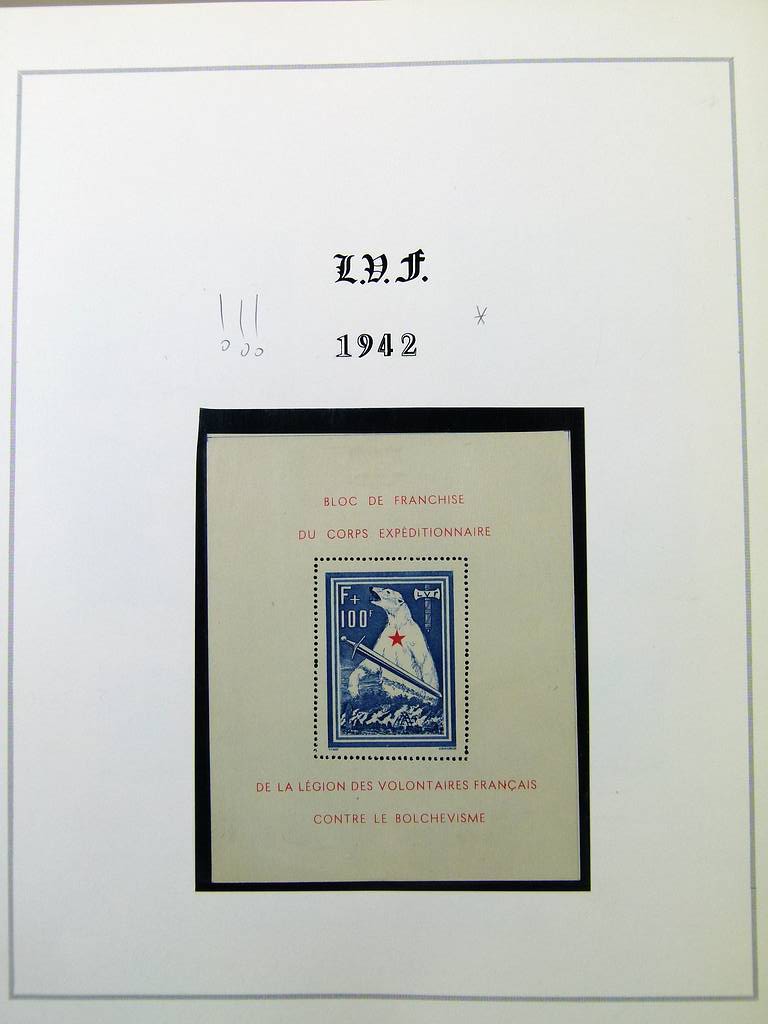 L.V.F.
!!! *
1942
BLOC DE FRANCHISE
DU CORPS EXPÉDITIONNAIRE
F+
100F
LVF
DE LA LÉGION DES VOLONTAIRES FRANÇAIS
CONTRE LE BOLCHEVISME